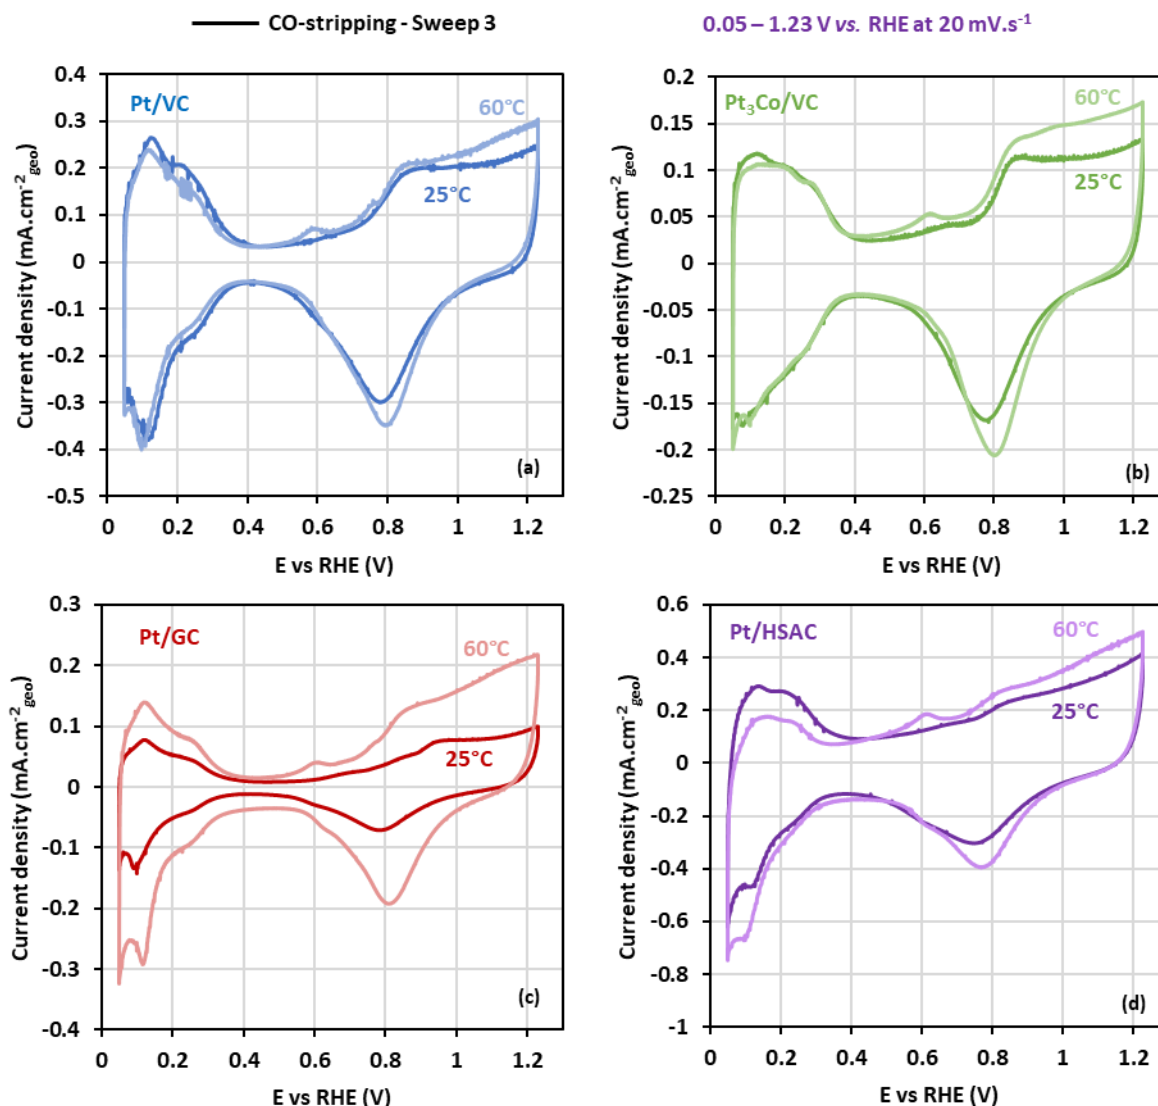 CO-stripping - Sweep 3
0.05 – 1.23 V vs. RHE at 20 mV.s⁻¹
Pt/VC
60°C
25°C
(a)
0.4
0.3
0.2
0.1
0
-0.1
-0.2
-0.3
-0.4
-0.5
0 0.2 0.4 0.6 0.8 1 1.2
E vs RHE (V)
Current density (mA.cm⁻²geo)
Pt₃Co/VC
60°C
25°C
(b)
0.2
0.15
0.1
0.05
0
-0.05
-0.1
-0.15
-0.2
-0.25
0 0.2 0.4 0.6 0.8 1 1.2
E vs RHE (V)
Current density (mA.cm⁻²geo)
Pt/GC
60°C
25°C
(c)
0.3
0.2
0.1
0
-0.1
-0.2
-0.3
-0.4
0 0.2 0.4 0.6 0.8 1 1.2
E vs RHE (V)
Current density (mA.cm⁻²geo)
Pt/HSAC
60°C
25°C
(d)
0.6
0.4
0.2
0
-0.2
-0.4
-0.6
-0.8
-1
0 0.2 0.4 0.6 0.8 1 1.2
E vs RHE (V)
Current density (mA.cm⁻²geo)